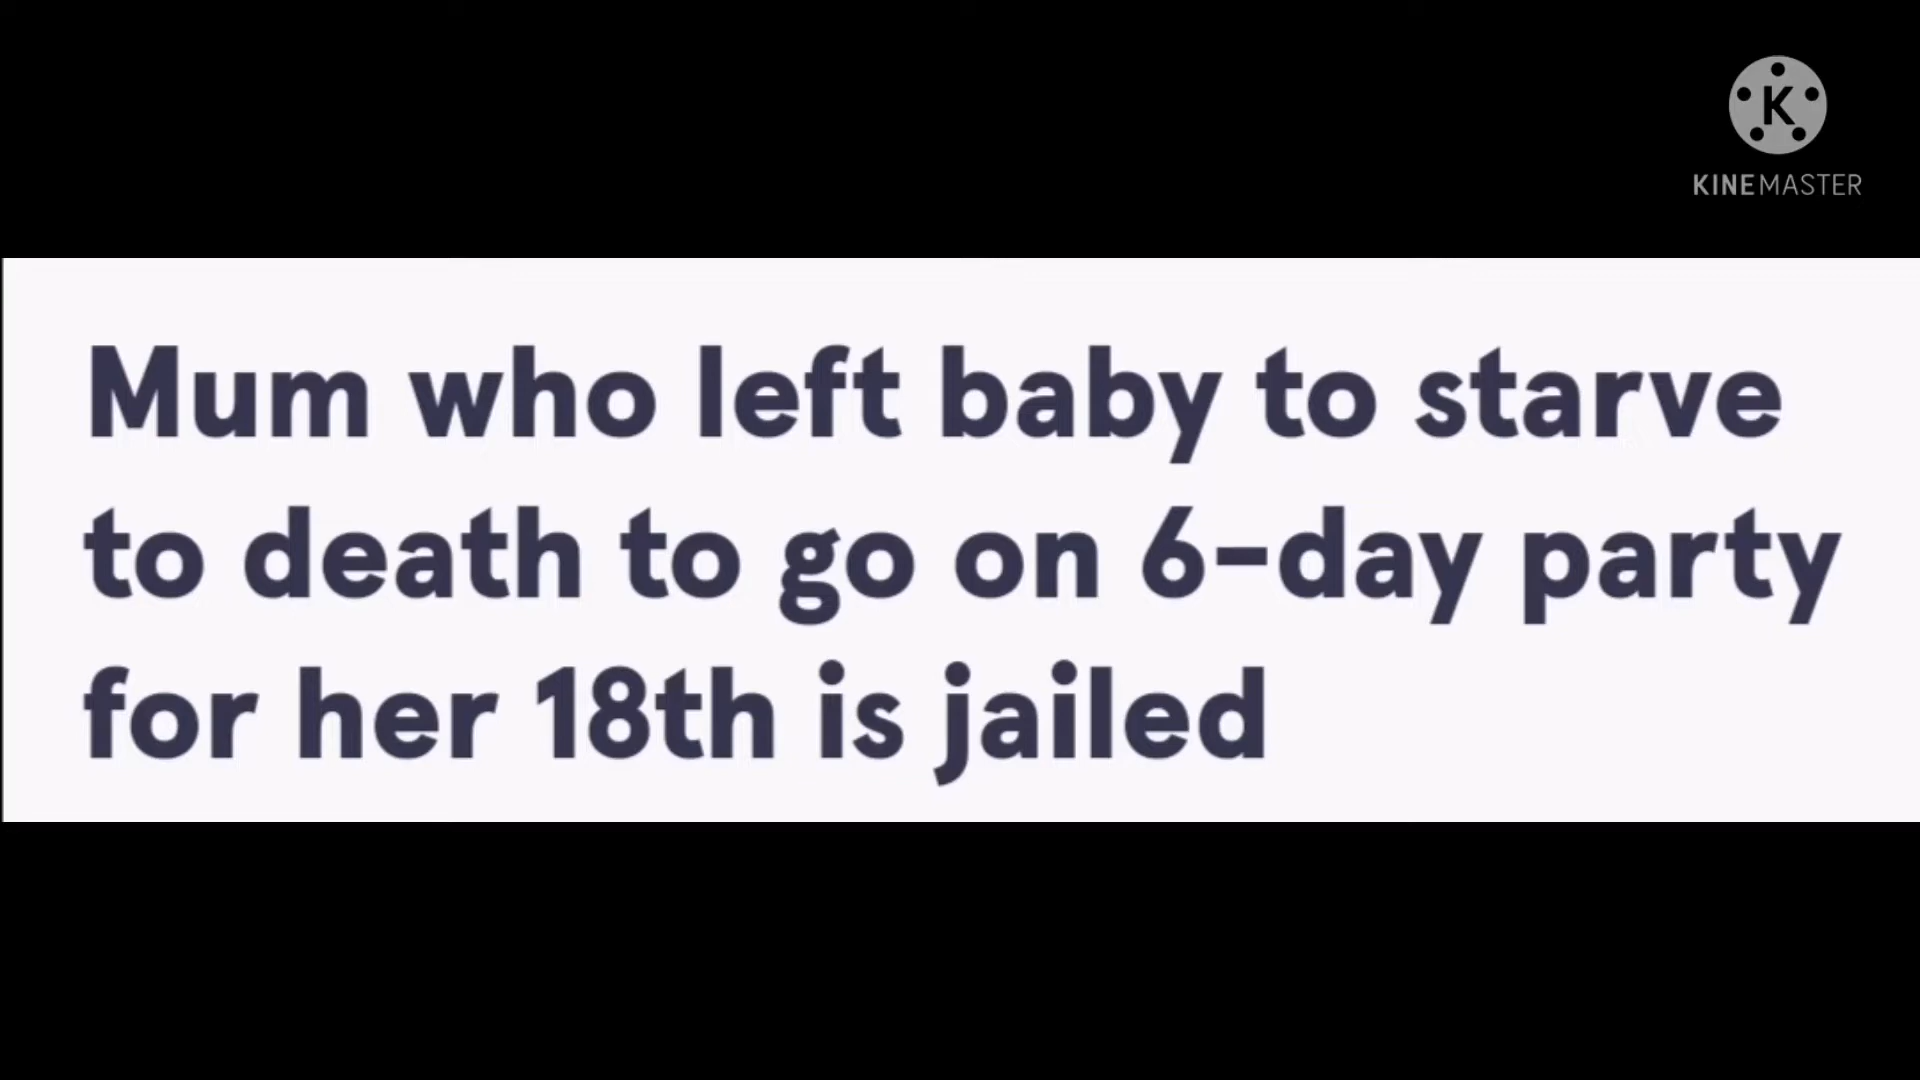 K
KINEMASTER
Mum who left baby to starve
to death to go on 6-day party
for her 18th is jailed